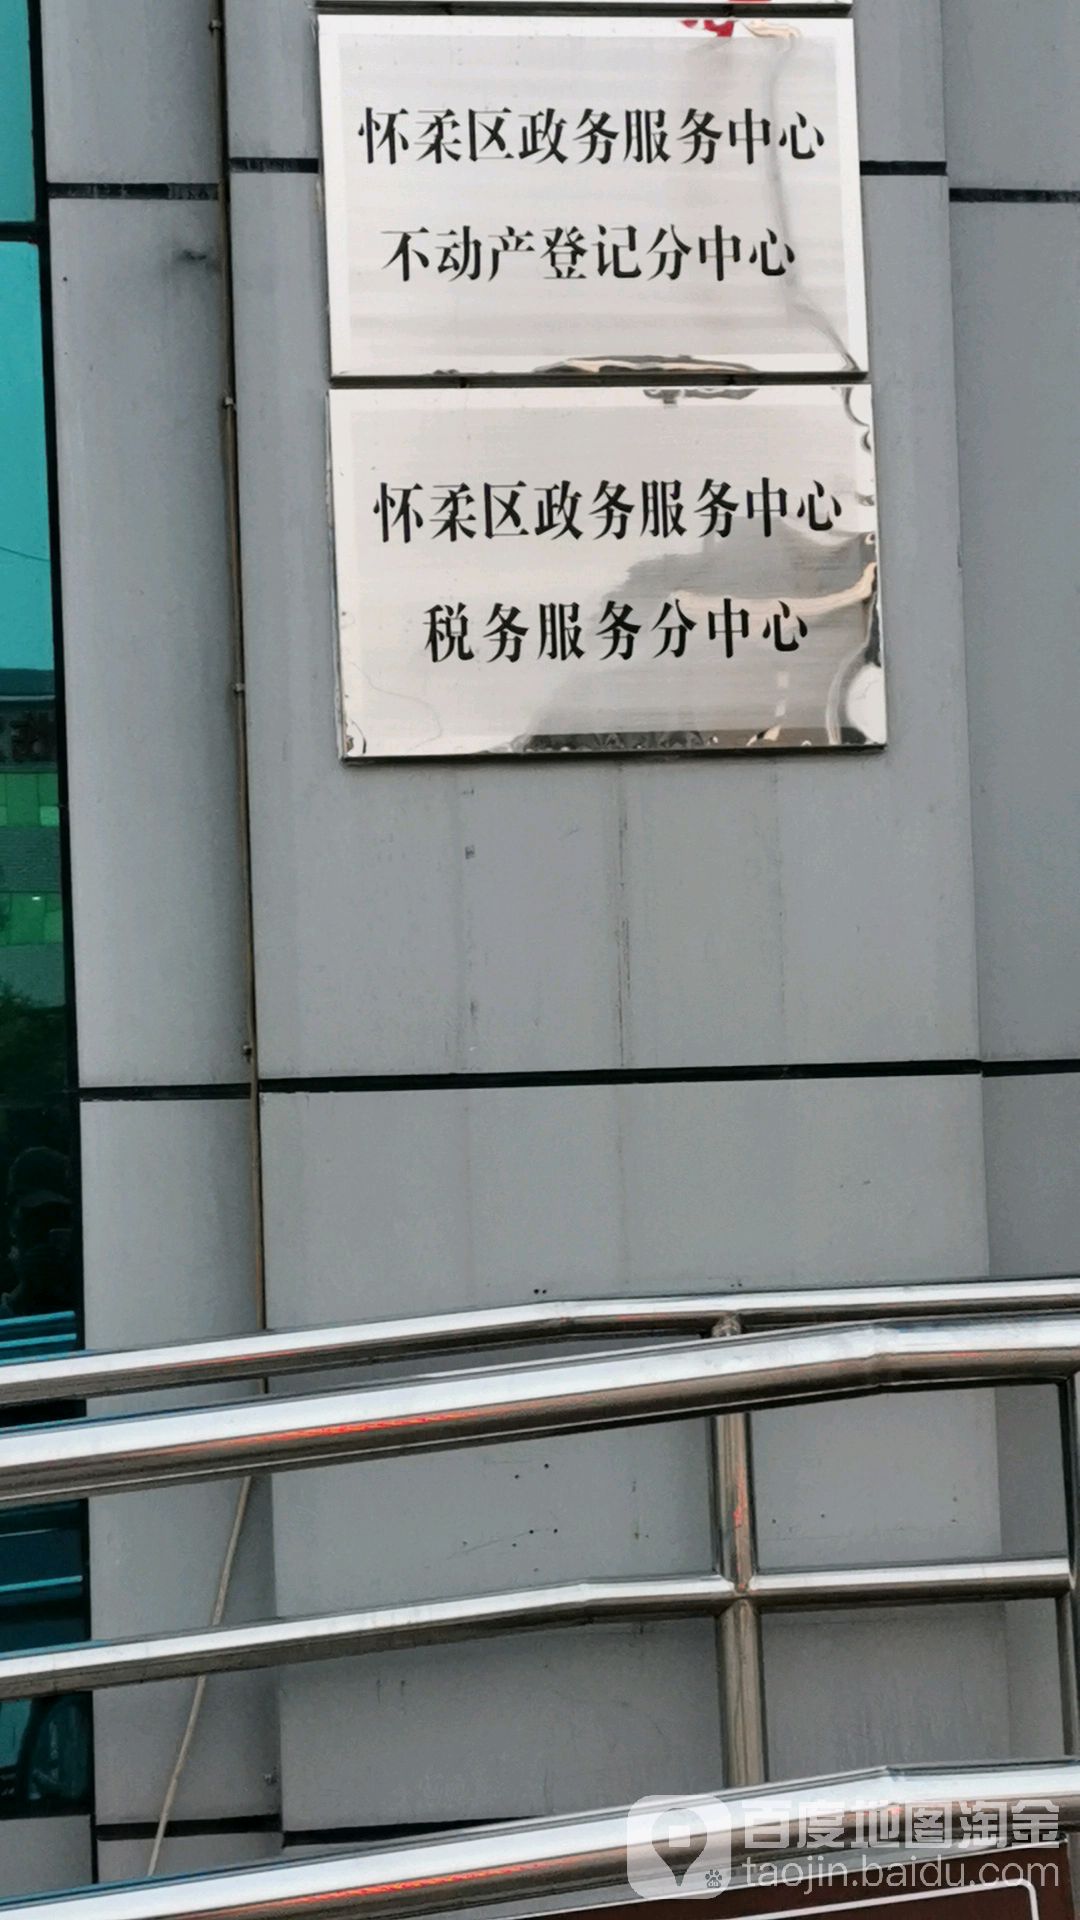 怀柔区政务服务中心
不动产登记分中心
怀柔区政务服务中心
税务服务分中心
百度地图淘金
taojin.baidu.com